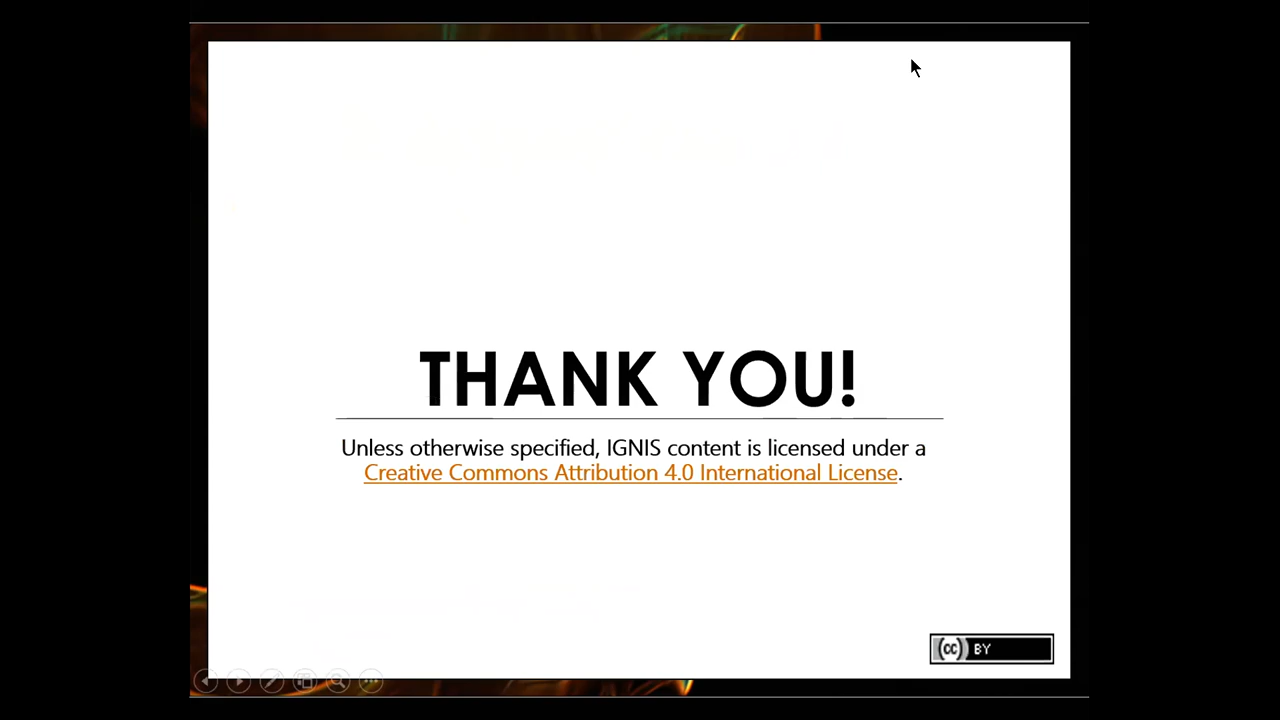 THANK YOU!
Unless otherwise specified, IGNIS content is licensed under a
Creative Commons Attribution 4.0 International License.
(cc) BY